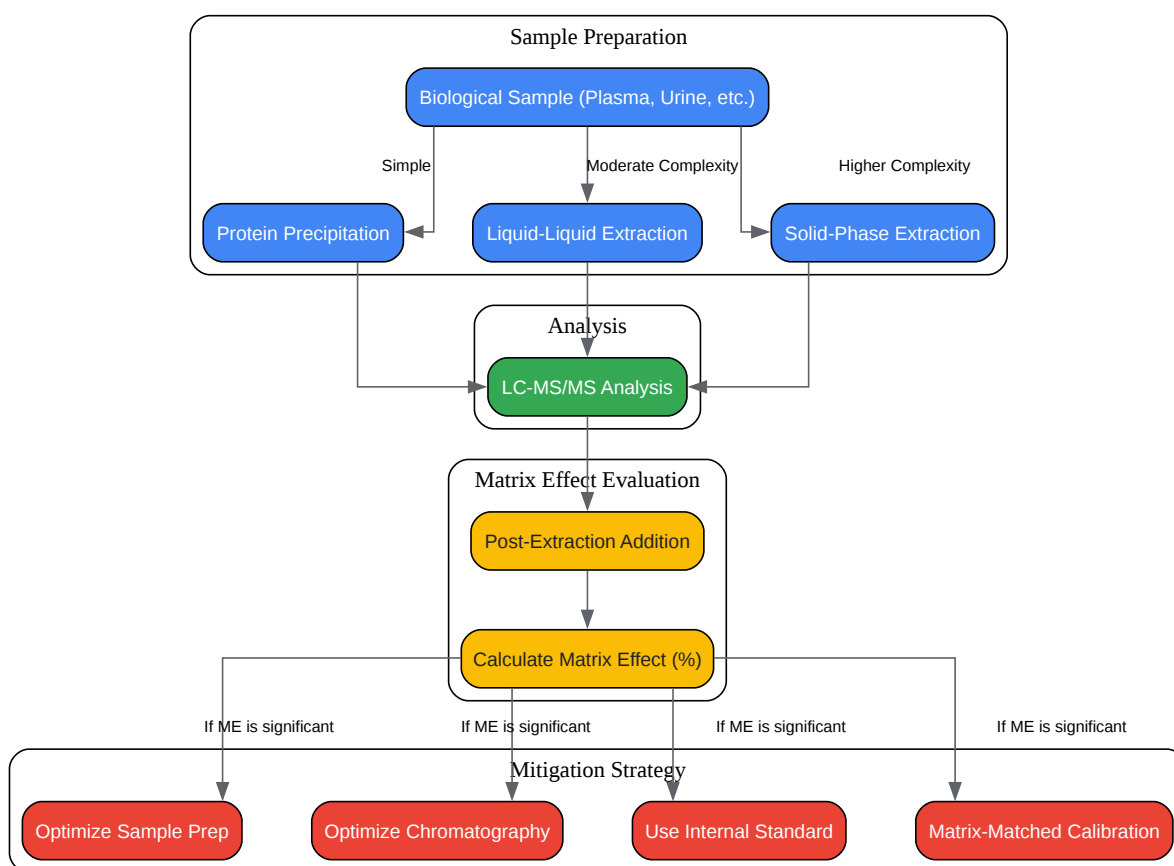 Sample Preparation
Biological Sample (Plasma, Urine, etc.)
Simple
Moderate Complexity
Higher Complexity
Protein Precipitation
Liquid-Liquid Extraction
Solid-Phase Extraction
Analysis
LC-MS/MS Analysis
Matrix Effect Evaluation
Post-Extraction Addition
Calculate Matrix Effect (%)
If ME is significant
If ME is significant
If ME is significant
If ME is significant
Mitigation Strategy
Optimize Sample Prep
Optimize Chromatography
Use Internal Standard
Matrix-Matched Calibration